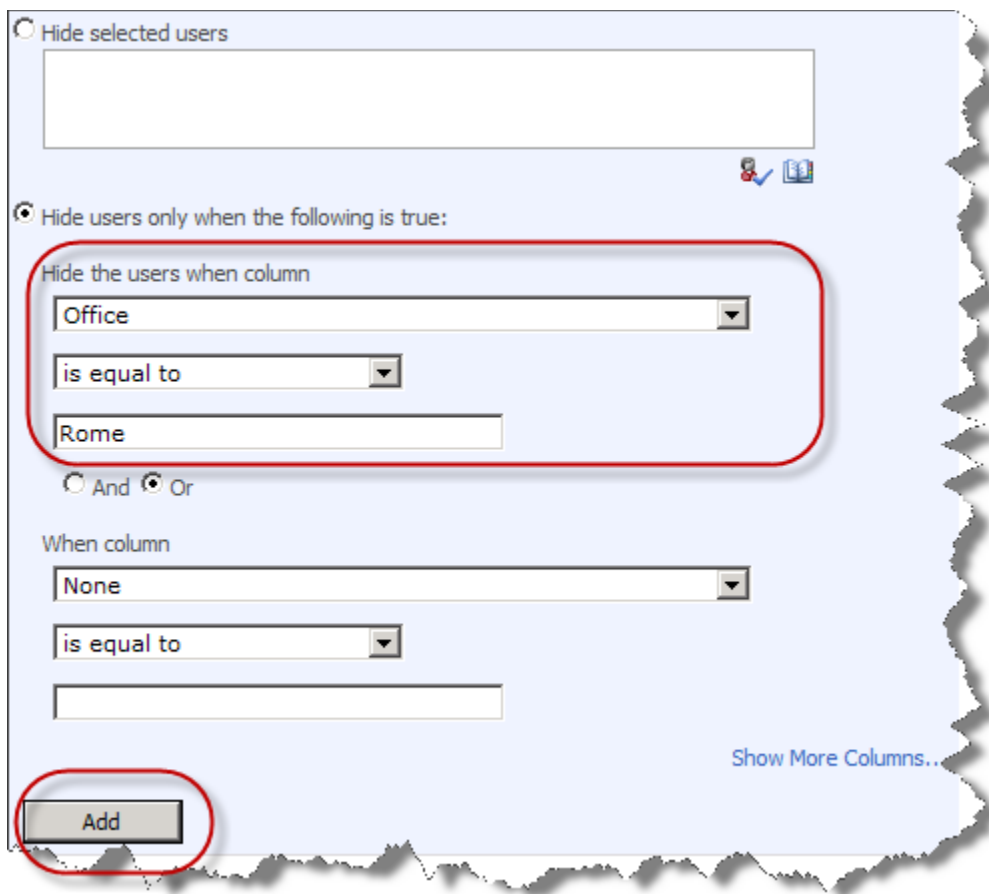 Hide selected users
Hide users only when the following is true:
Hide the users when column
Office
is equal to
Rome
And Or
When column
None
is equal to
Show More Columns...
Add